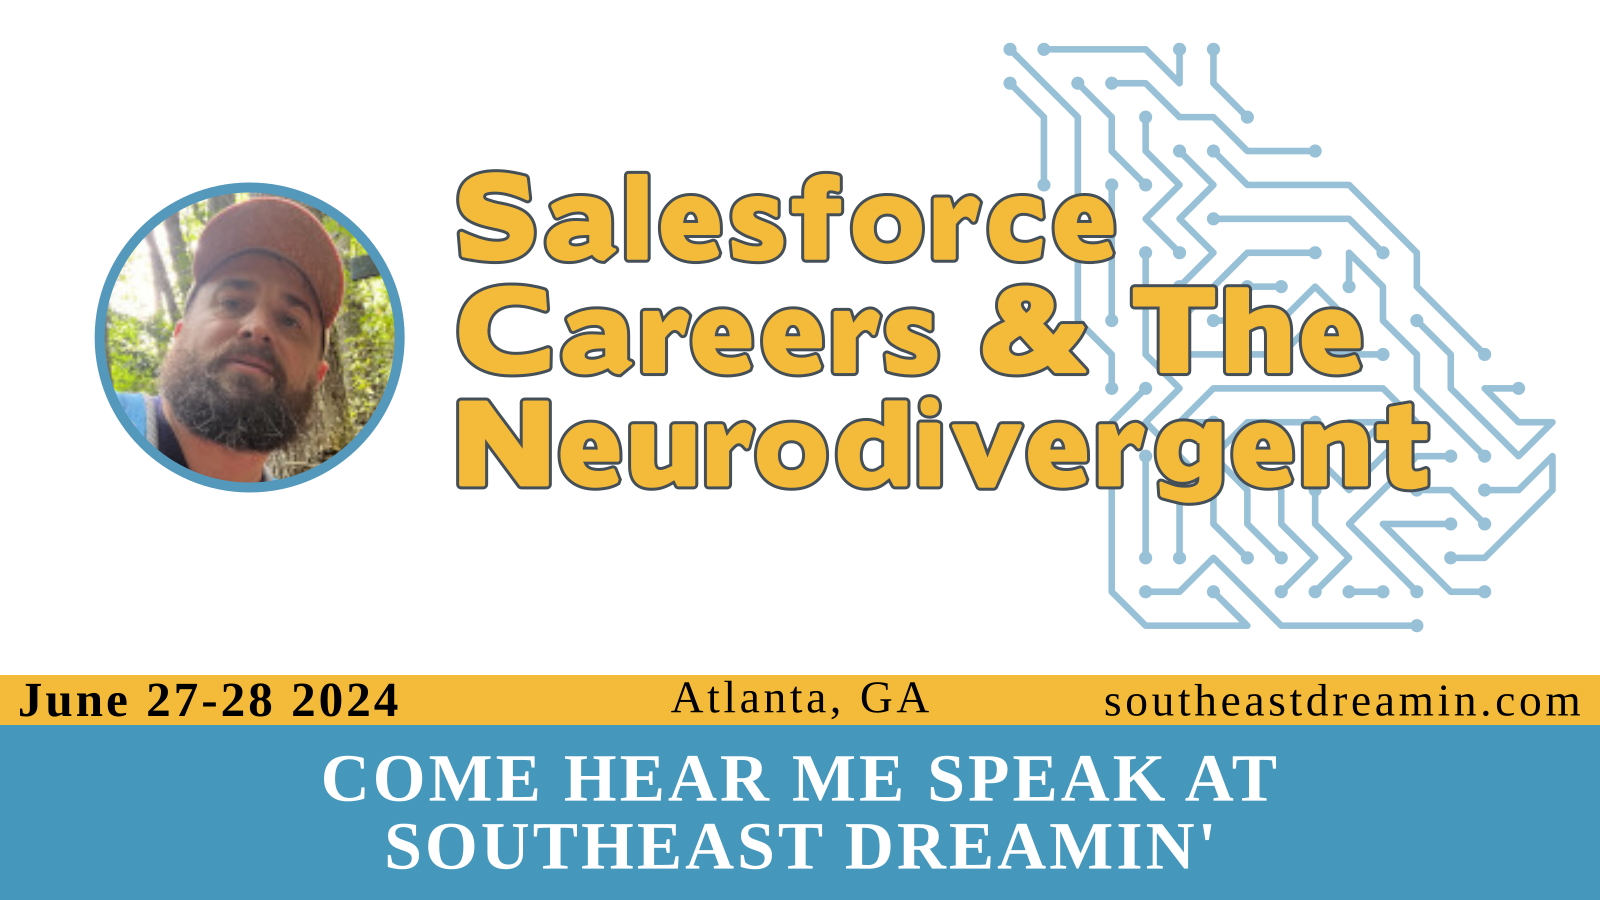 Salesforce
Careers & The
Neurodivergent
June 27-28 2024
Atlanta, GA
southeastdreamin.com
COME HEAR ME SPEAK AT
SOUTHEAST DREAMIN'